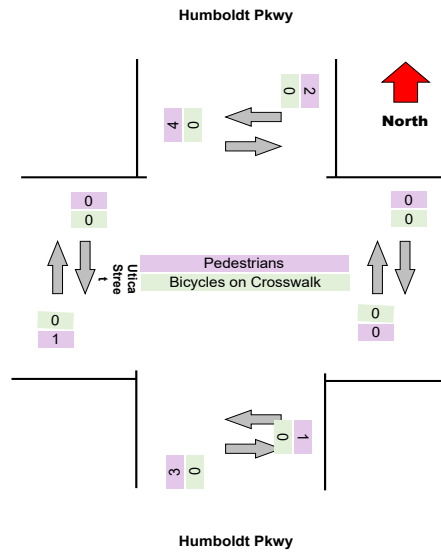 Humboldt Pkwy
0 2
4 0
North
0
0
0
0
Utica
Stree
t
Pedestrians
Bicycles on Crosswalk
0
1
0
0
0 1
3 0
Humboldt Pkwy